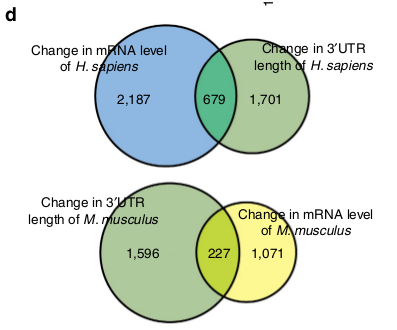 d
Change in mRNA level
of H. sapiens
Change in 3′UTR
length of H. sapiens
2,187
679
1,701
Change in 3′UTR
length of M. musculus
Change in mRNA level
of M. musculus
1,596
227
1,071